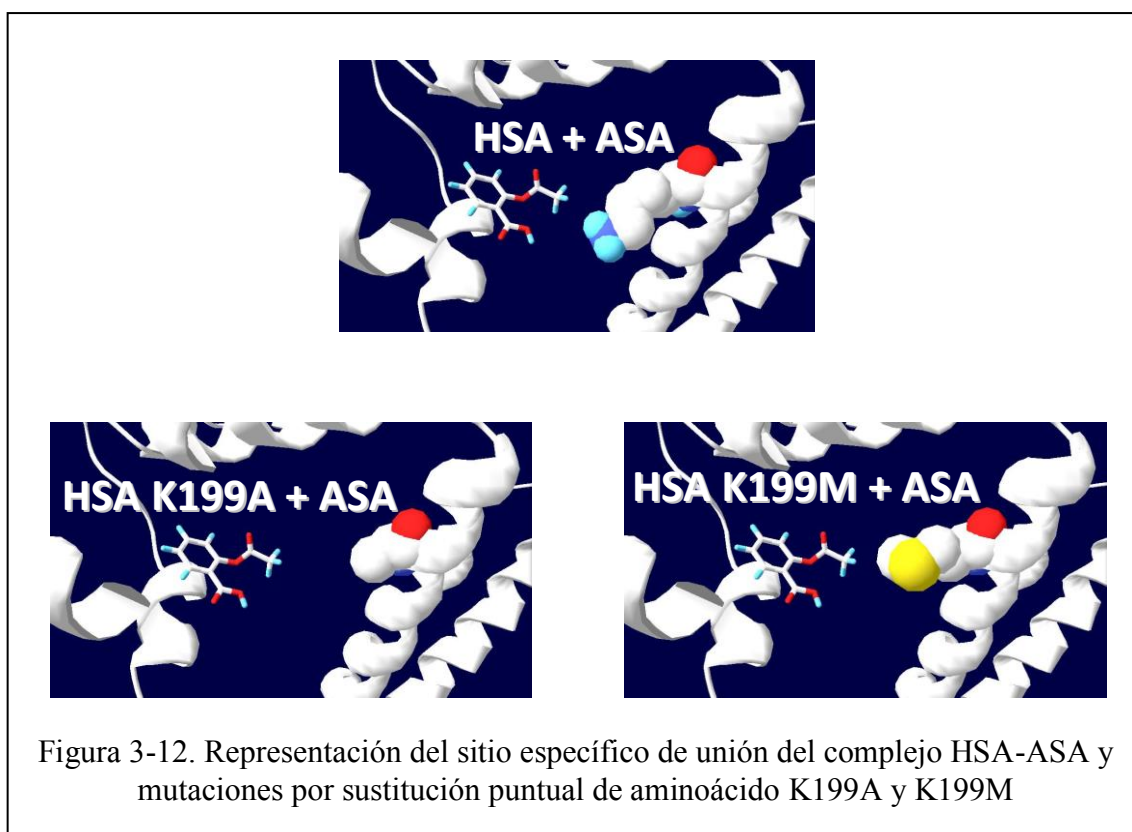 HSA + ASA
HSA K199A + ASA
HSA K199M + ASA
Figura 3-12. Representación del sitio específico de unión del complejo HSA-ASA y
mutaciones por sustitución puntual de aminoácido K199A y K199M